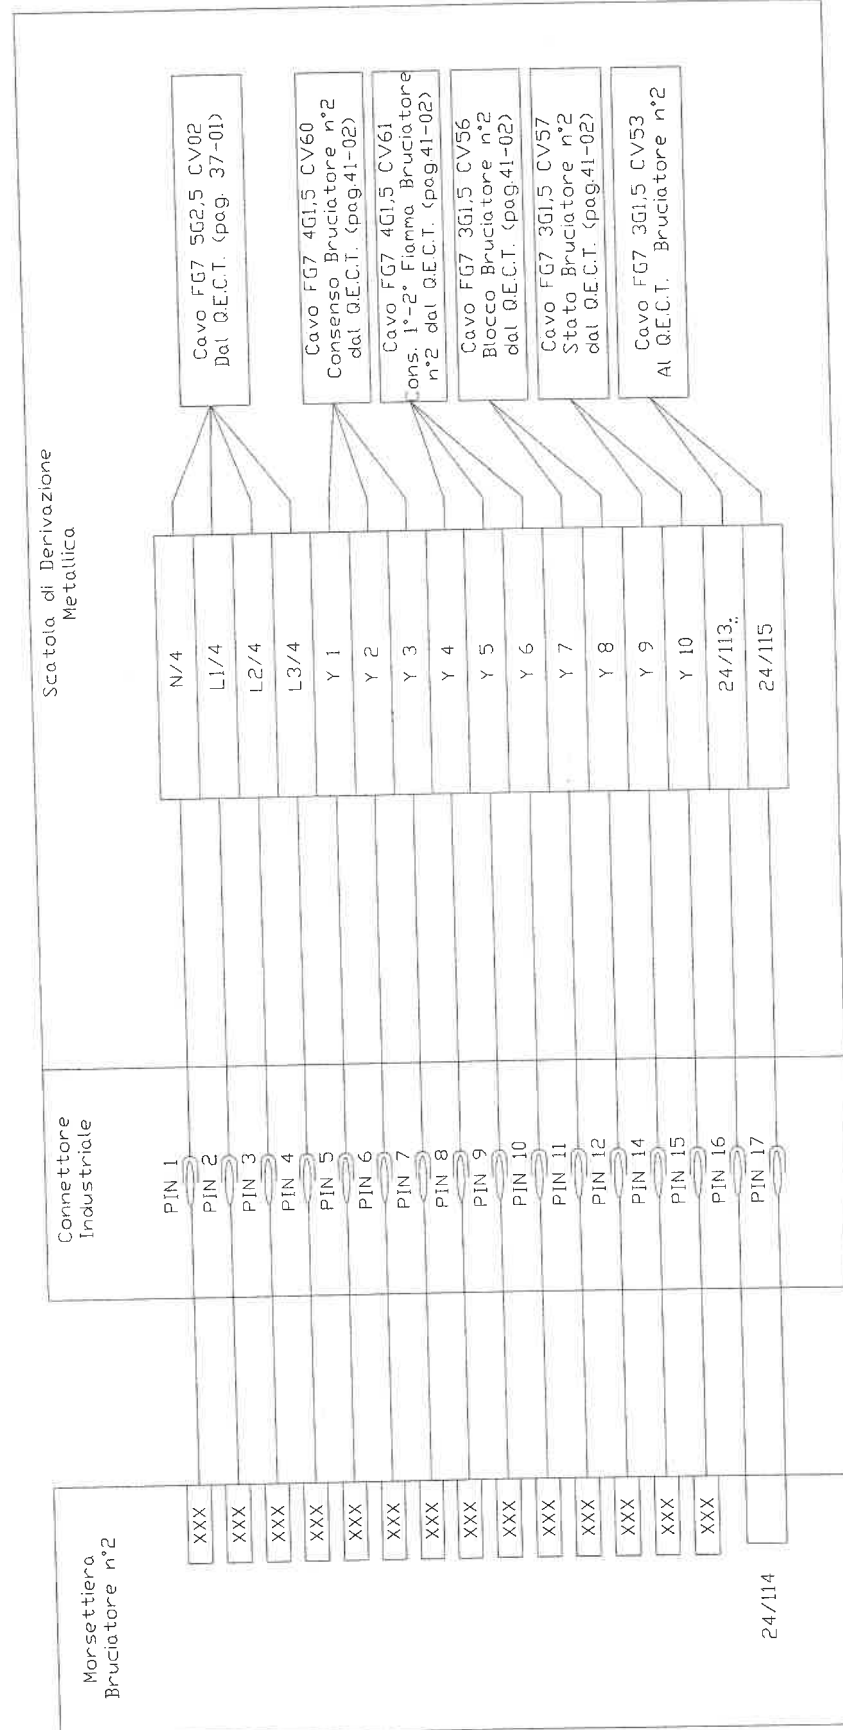 Scatola di Derivazione
Metallica
Cavo FG7 5G2,5 CV02
Dal Q.E.C.T. (pag. 37-01)
Cavo FG7 4G1,5 CV60
Consenso Bruciatore n°2
dal Q.E.C.T. (pag.41-02)
Cavo FG7 4G1,5 CV61
Cons. 1°-2° Fiamma Bruciatore
n°2 dal Q.E.C.T. (pag.41-02)
Cavo FG7 3G1,5 CV56
Blocco Bruciatore n°2
dal Q.E.C.T. (pag.41-02)
Cavo FG7 3G1,5 CV57
Stato Bruciatore n°2
dal Q.E.C.T. (pag.41-02)
Cavo FG7 3G1,5 CV53
Al Q.E.C.T. Bruciatore n°2
N/4
L1/4
L2/4
L3/4
Y 1
Y 2
Y 3
Y 4
Y 5
Y 6
Y 7
Y 8
Y 9
Y 10
24/113
24/115
Connettore
Industriale
PIN 1
PIN 2
PIN 3
PIN 4
PIN 5
PIN 6
PIN 7
PIN 8
PIN 9
PIN 10
PIN 11
PIN 12
PIN 14
PIN 15
PIN 16
PIN 17
Morsettiera
Bruciatore n°2
XXX
XXX
XXX
XXX
XXX
XXX
XXX
XXX
XXX
XXX
XXX
XXX
XXX
XXX
24/114